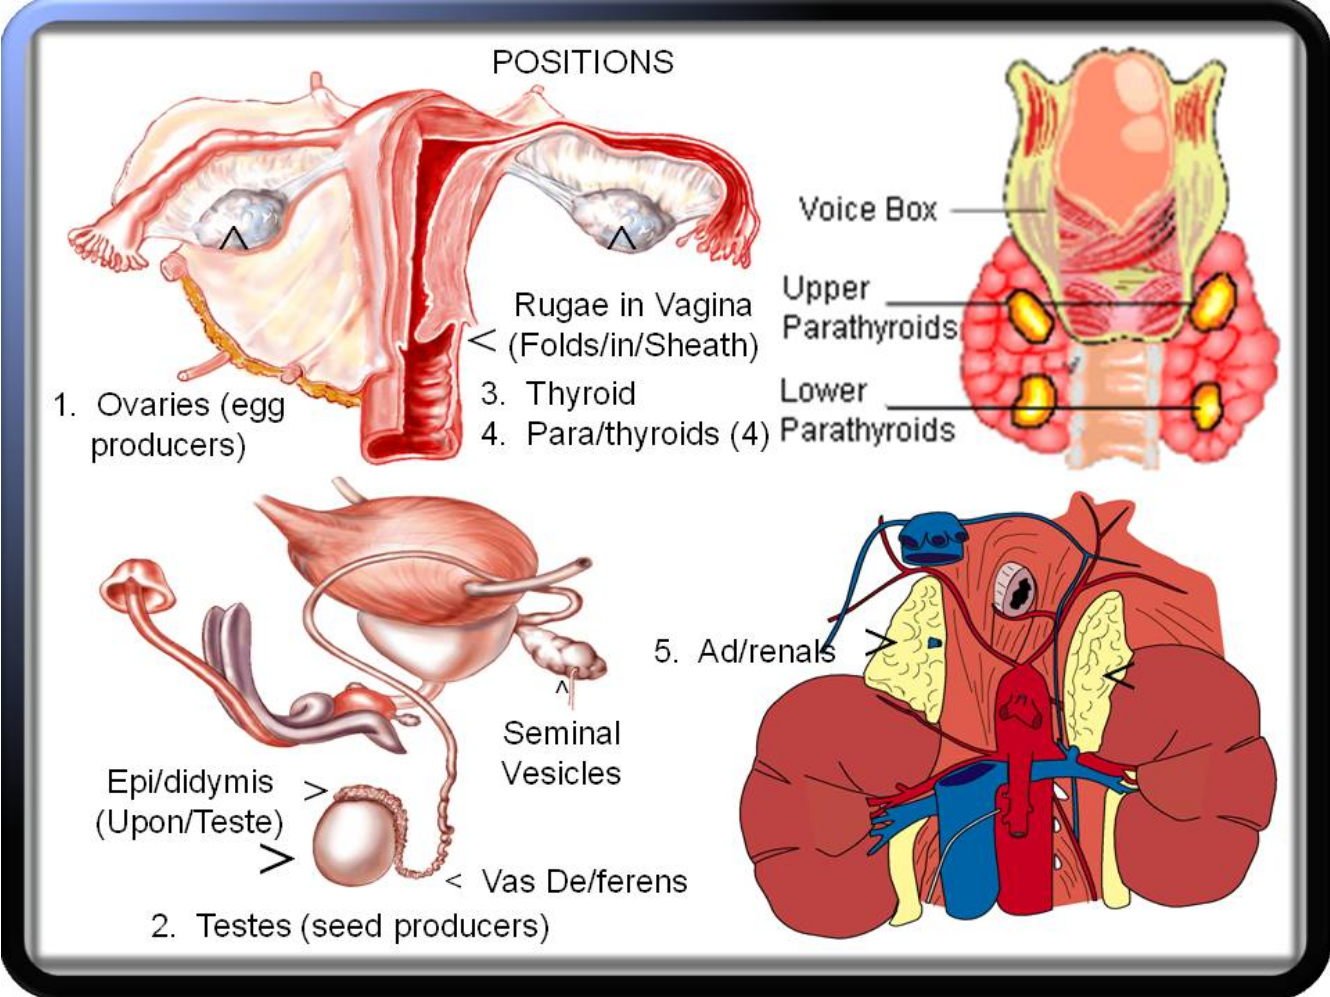 POSITIONS
Voice Box
Upper
Parathyroids
Lower
Parathyroids
Rugae in Vagina
< (Folds/in/Sheath)
1. Ovaries (egg
producers)
3. Thyroid
4. Para/thyroids (4)
^
^
5. Ad/renals >
<
^
Seminal
Vesicles
Epi/didymis >
(Upon/Teste)
>
< Vas De/ferens
2. Testes (seed producers)